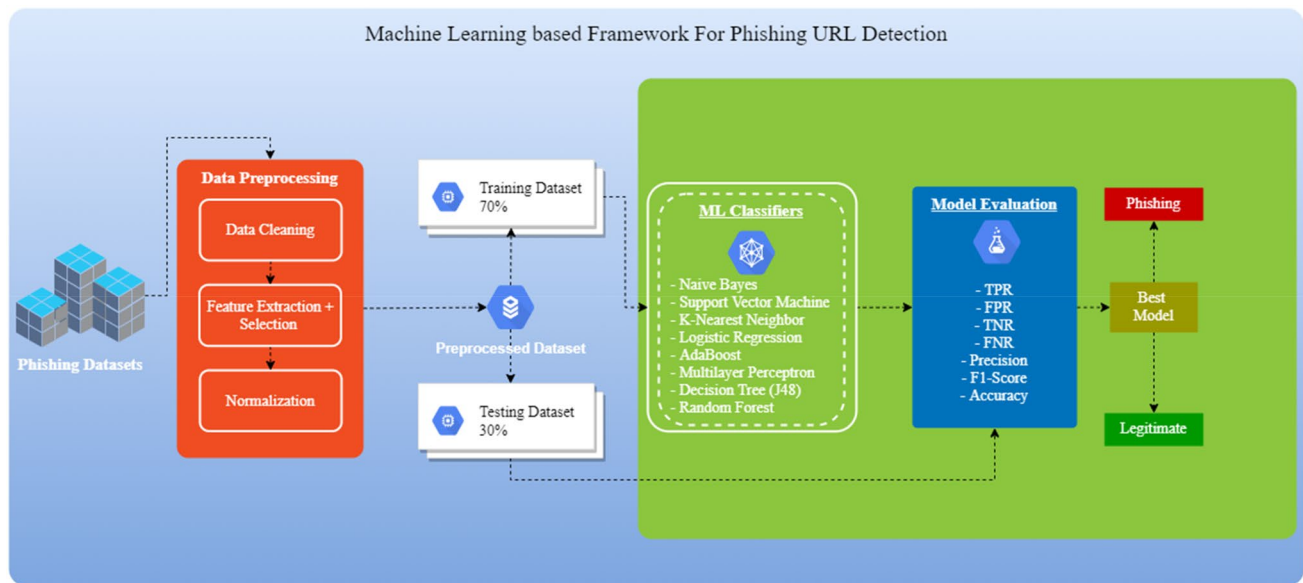 Machine Learning based Framework For Phishing URL Detection
Phishing Datasets
Data Preprocessing
Data Cleaning
Feature Extraction +
Selection
Normalization
Training Dataset
70%
Preprocessed Dataset
Testing Dataset
30%
ML Classifiers
- Naive Bayes
- Support Vector Machine
- K-Nearest Neighbor
- Logistic Regression
- AdaBoost
- Multilayer Perceptron
- Decision Tree (J48)
- Random Forest
Model Evaluation
- TPR
- FPR
- TNR
- FNR
- Precision
- F1-Score
- Accuracy
Phishing
Best
Model
Legitimate